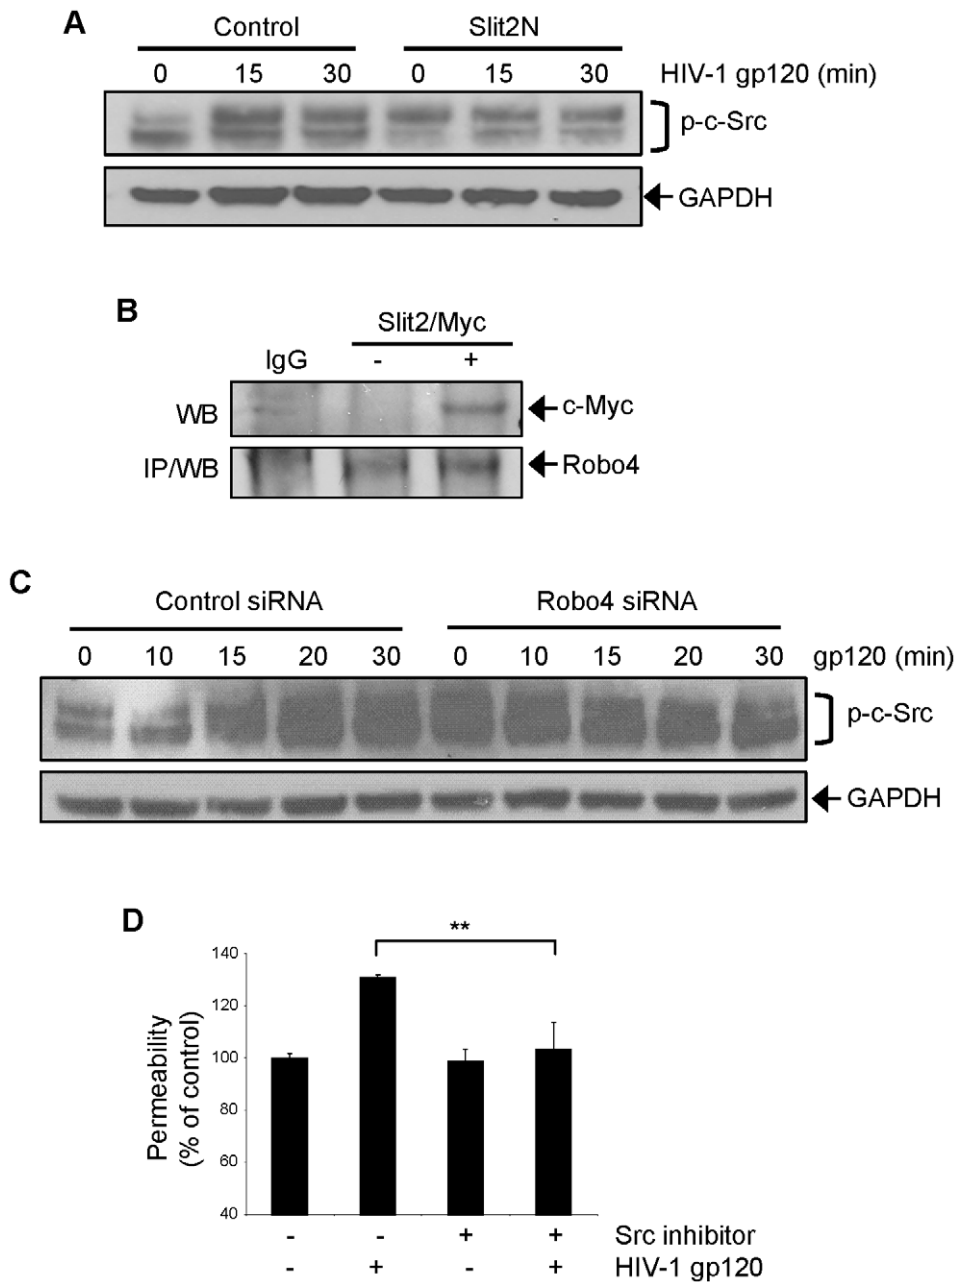 A
Control Slit2N
0 15 30 0 15 30 HIV-1 gp120 (min)
p-c-Src
GAPDH
B
Slit2/Myc
IgG - +
WB c-Myc
IP/WB Robo4
C
Control siRNA Robo4 siRNA
0 10 15 20 30 0 10 15 20 30 gp120 (min)
p-c-Src
GAPDH
D
**
140
120
100
80
60
40
Permeability
(% of control)
- - + + Src inhibitor
- + - + HIV-1 gp120